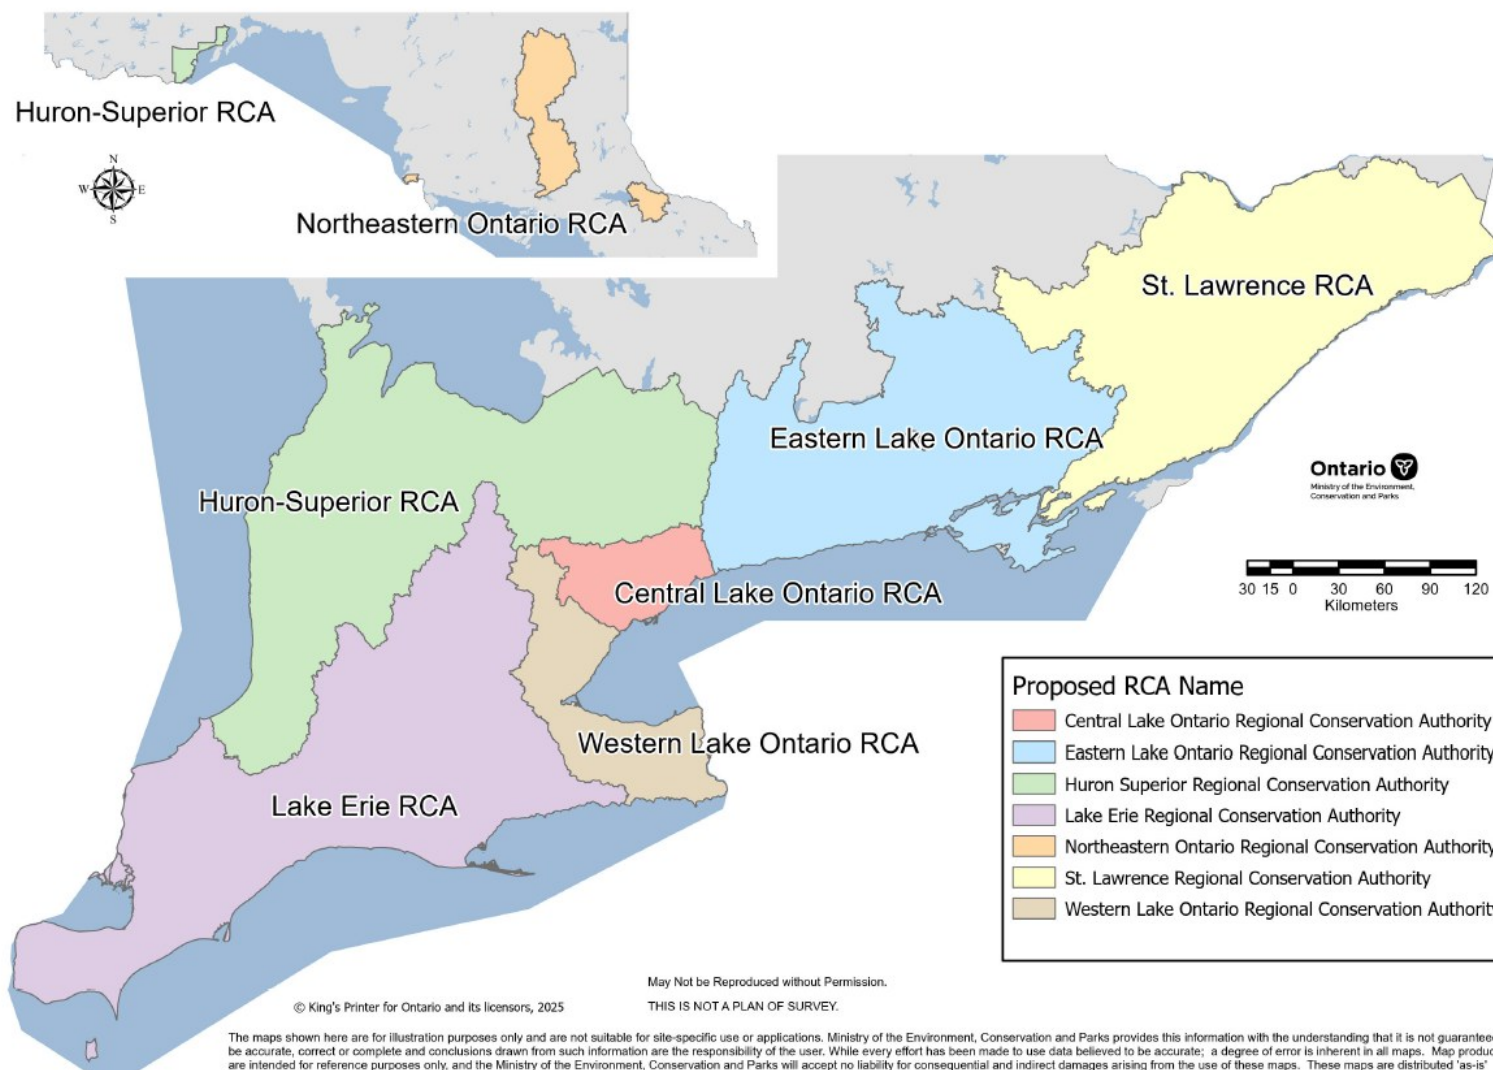 Huron-Superior RCA
N
W E
S
Northeastern Ontario RCA
St. Lawrence RCA
Eastern Lake Ontario RCA
Huron-Superior RCA
Central Lake Ontario RCA
Western Lake Ontario RCA
Lake Erie RCA
Ontario
Ministry of the Environment,
Conservation and Parks
30 15 0 30 60 90 120
Kilometers
Proposed RCA Name
Central Lake Ontario Regional Conservation Authority
Eastern Lake Ontario Regional Conservation Authority
Huron Superior Regional Conservation Authority
Lake Erie Regional Conservation Authority
Northeastern Ontario Regional Conservation Authority
St. Lawrence Regional Conservation Authority
Western Lake Ontario Regional Conservation Authority
May Not be Reproduced without Permission.
© King's Printer for Ontario and its licensors, 2025
THIS IS NOT A PLAN OF SURVEY.
The maps shown here are for illustration purposes only and are not suitable for site-specific use or applications. Ministry of the Environment, Conservation and Parks provides this information with the understanding that it is not guarantee
be accurate, correct or complete and conclusions drawn from such information are the responsibility of the user. While every effort has been made to use data believed to be accurate; a degree of error is inherent in all maps. Map produc
are intended for reference purposes only, and the Ministry of the Environment, Conservation and Parks will accept no liability for consequential and indirect damages arising from the use of these maps. These maps are distributed 'as-is'